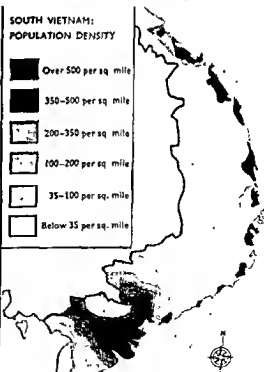 SOUTH VIETNAM:
POPULATION DENSITY
Over 500 per sq mile
350-500 per sq. mile
200-350 per sq. mile
100-200 per sq. mile
35-100 per sq. mile
Below 35 per sq. mile
N